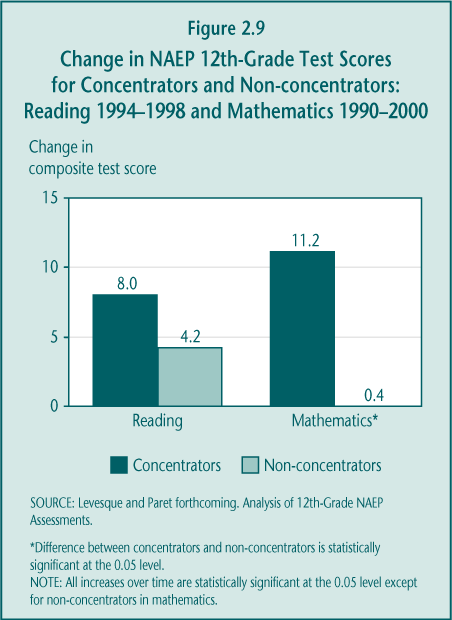 Figure 2.9
Change in NAEP 12th-Grade Test Scores
for Concentrators and Non-concentrators:
Reading 1994–1998 and Mathematics 1990–2000
Change in
composite test score
15
10
5
0
8.0
4.2
11.2
0.4
Reading
Mathematics*
Concentrators
Non-concentrators
SOURCE: Levesque and Paret forthcoming. Analysis of 12th-Grade NAEP
Assessments.
*Difference between concentrators and non-concentrators is statistically
significant at the 0.05 level.
NOTE: All increases over time are statistically significant at the 0.05 level except
for non-concentrators in mathematics.